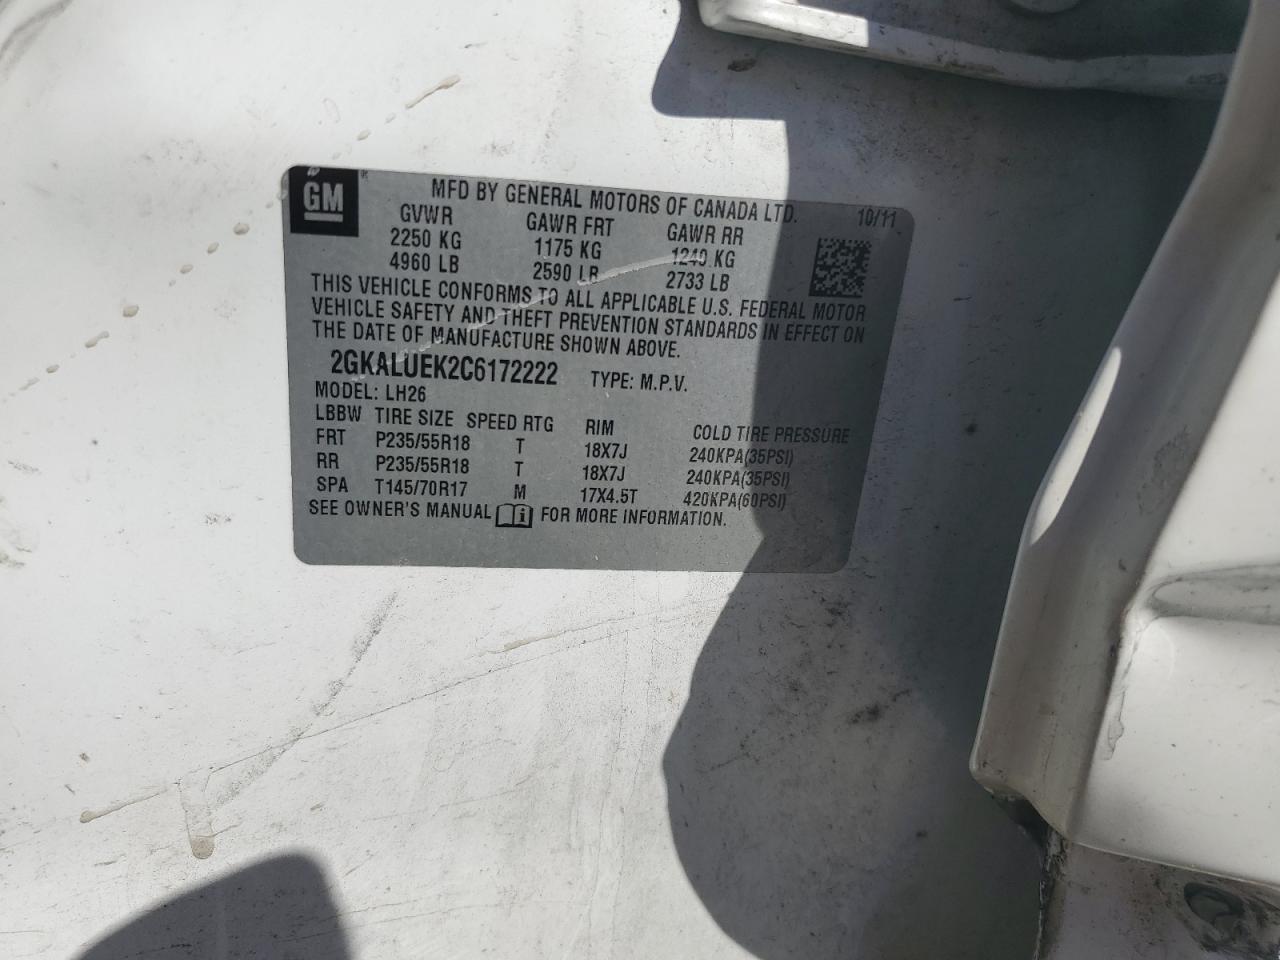 GM ®
MFD BY GENERAL MOTORS OF CANADA LTD. 10/11
GVWR GAWR FRT GAWR RR
2250 KG 1175 KG 1240 KG
4960 LB 2590 LB 2733 LB
THIS VEHICLE CONFORMS TO ALL APPLICABLE U.S. FEDERAL MOTOR
VEHICLE SAFETY AND THEFT PREVENTION STANDARDS IN EFFECT ON
THE DATE OF MANUFACTURE SHOWN ABOVE.
2GKALUEK2C6172222 TYPE: M.P.V.
MODEL: LH26
LBBW TIRE SIZE SPEED RTG RIM COLD TIRE PRESSURE
FRT P235/55R18 T 18X7J 240KPA(35PSI)
RR P235/55R18 T 18X7J 240KPA(35PSI)
SPA T145/70R17 M 17X4.5T 420KPA(60PSI)
SEE OWNER'S MANUAL i FOR MORE INFORMATION.